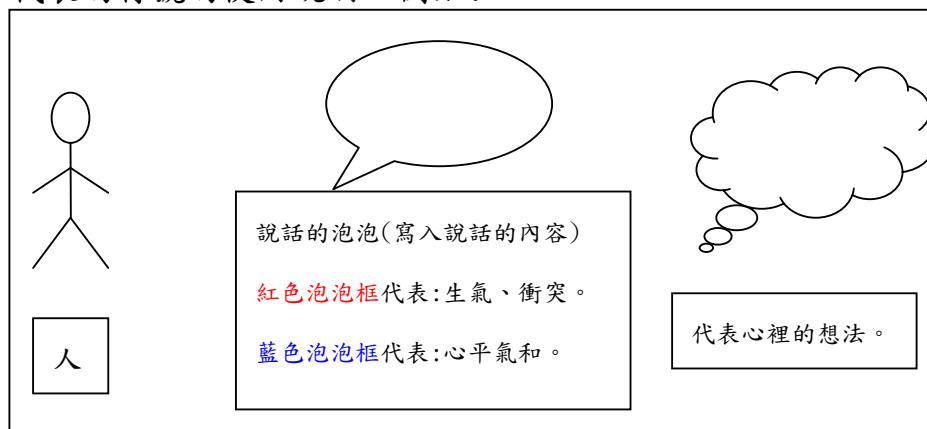 說話的泡泡(寫入說話的內容)
紅色泡泡框代表:生氣、衝突。
藍色泡泡框代表:心平氣和。
人
代表心裡的想法。